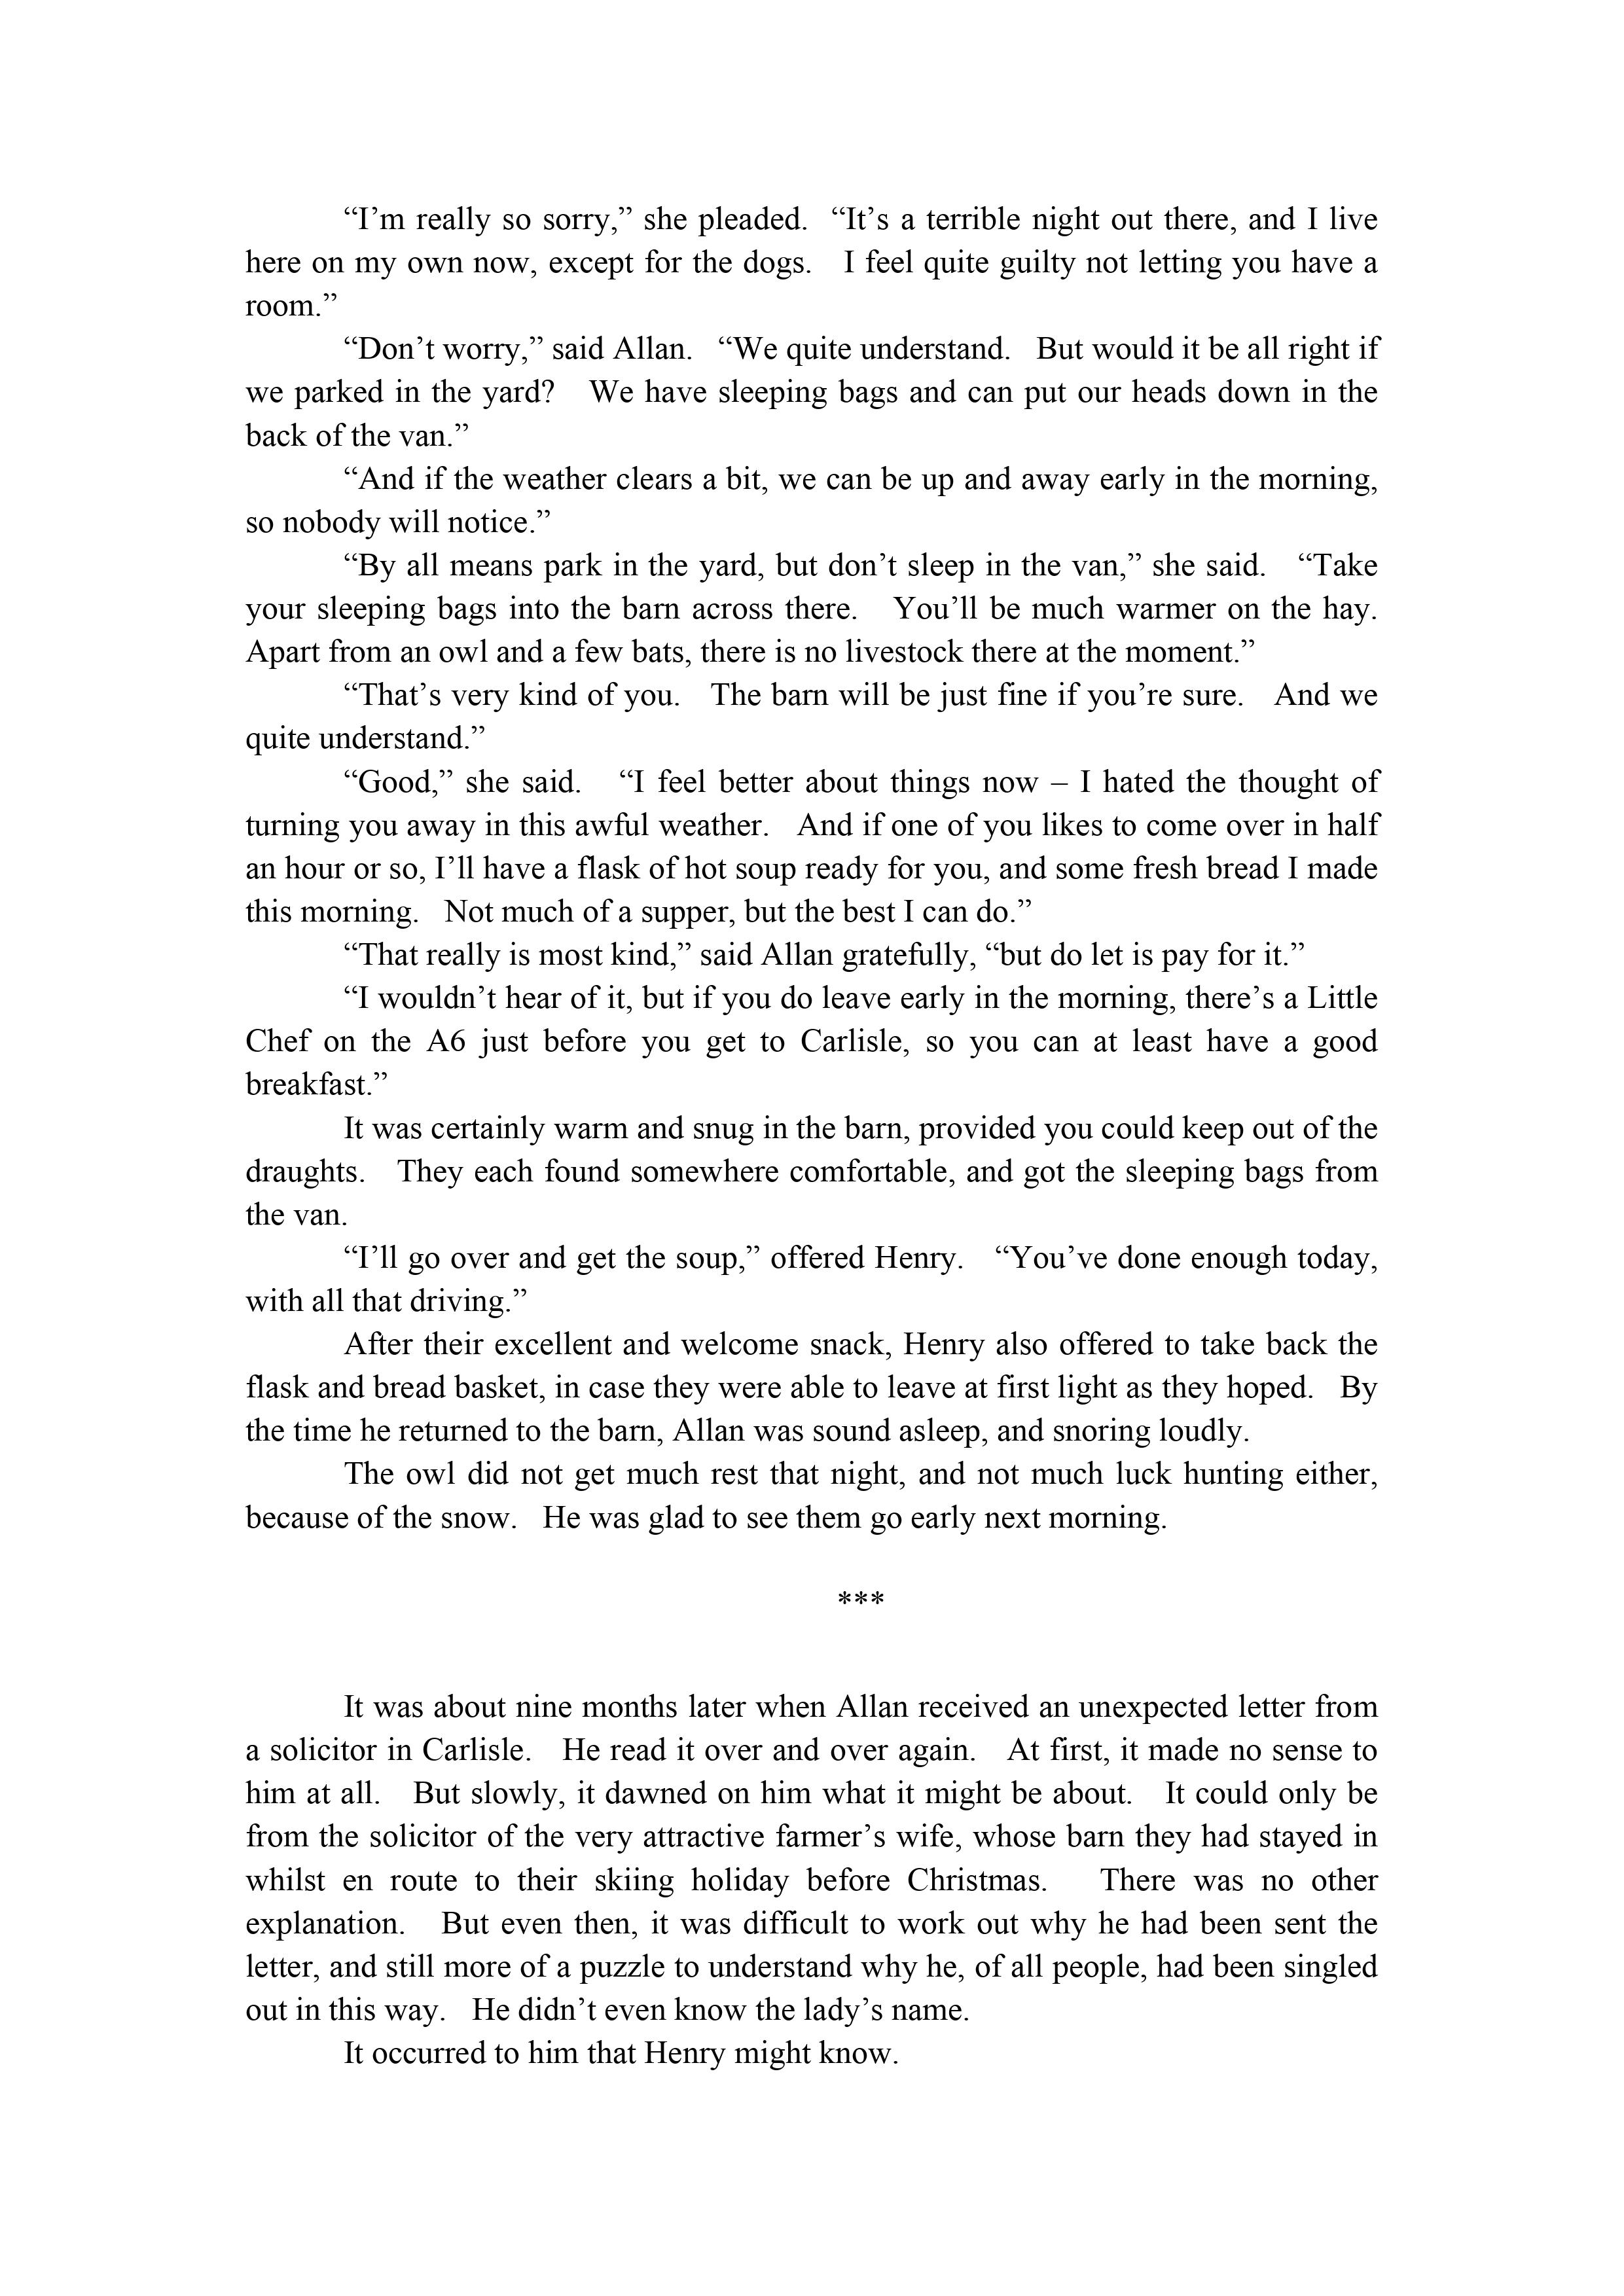 “I’m really so sorry,” she pleaded. “It’s a terrible night out there, and I live
here on my own now, except for the dogs. I feel quite guilty not letting you have a
room.”
“Don’t worry,” said Allan. “We quite understand. But would it be all right if
we parked in the yard? We have sleeping bags and can put our heads down in the
back of the van.”
“And if the weather clears a bit, we can be up and away early in the morning,
so nobody will notice.”
“By all means park in the yard, but don’t sleep in the van,” she said. “Take
your sleeping bags into the barn across there. You’ll be much warmer on the hay.
Apart from an owl and a few bats, there is no livestock there at the moment.”
“That’s very kind of you. The barn will be just fine if you’re sure. And we
quite understand.”
“Good,” she said. “I feel better about things now – I hated the thought of
turning you away in this awful weather. And if one of you likes to come over in half
an hour or so, I’ll have a flask of hot soup ready for you, and some fresh bread I made
this morning. Not much of a supper, but the best I can do.”
“That really is most kind,” said Allan gratefully, “but do let is pay for it.”
“I wouldn’t hear of it, but if you do leave early in the morning, there’s a Little
Chef on the A6 just before you get to Carlisle, so you can at least have a good
breakfast.”
It was certainly warm and snug in the barn, provided you could keep out of the
draughts. They each found somewhere comfortable, and got the sleeping bags from
the van.
“I’ll go over and get the soup,” offered Henry. “You’ve done enough today,
with all that driving.”
After their excellent and welcome snack, Henry also offered to take back the
flask and bread basket, in case they were able to leave at first light as they hoped. By
the time he returned to the barn, Allan was sound asleep, and snoring loudly.
The owl did not get much rest that night, and not much luck hunting either,
because of the snow. He was glad to see them go early next morning.
***
It was about nine months later when Allan received an unexpected letter from
a solicitor in Carlisle. He read it over and over again. At first, it made no sense to
him at all. But slowly, it dawned on him what it might be about. It could only be
from the solicitor of the very attractive farmer’s wife, whose barn they had stayed in
whilst en route to their skiing holiday before Christmas. There was no other
explanation. But even then, it was difficult to work out why he had been sent the
letter, and still more of a puzzle to understand why he, of all people, had been singled
out in this way. He didn’t even know the lady’s name.
It occurred to him that Henry might know.